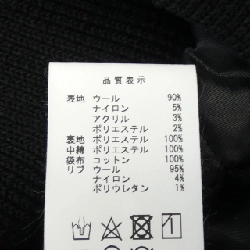 品質表示
表地 ウール 90%
ナイロン 5%
アクリル 3%
ポリエステル 2%
裏地 ポリエステル 100%
中綿 ポリエステル 100%
袋布 コットン 100%
リブ ウール 95%
ナイロン 4%
ポリウレタン 1%